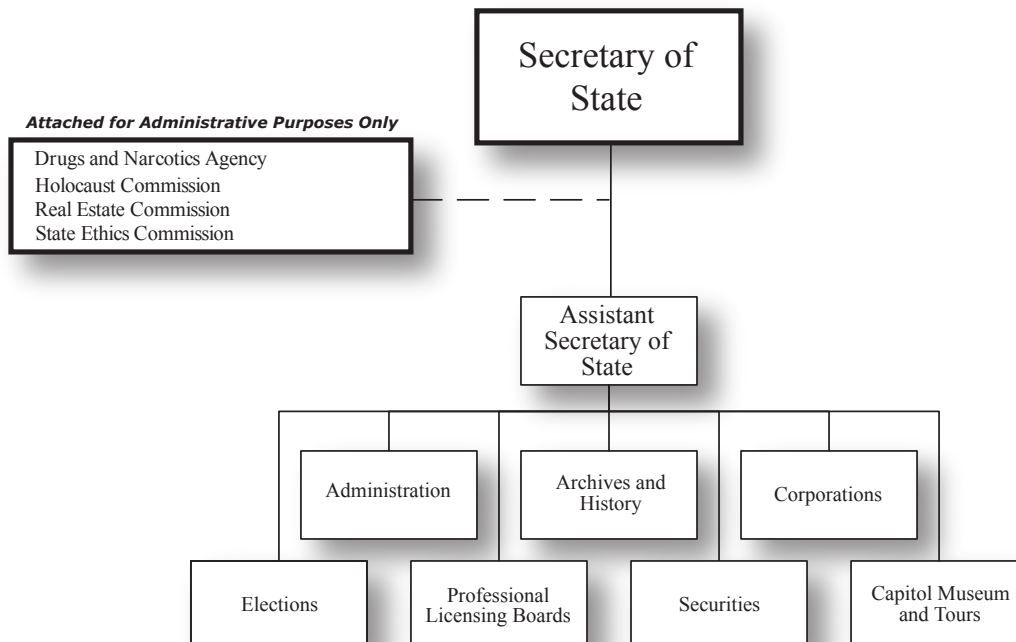 Secretary of
State
Attached for Administrative Purposes Only
Drugs and Narcotics Agency
Holocaust Commission
Real Estate Commission
State Ethics Commission
Assistant
Secretary of
State
Administration
Archives and
History
Corporations
Elections
Professional
Licensing Boards
Securities
Capitol Museum
and Tours